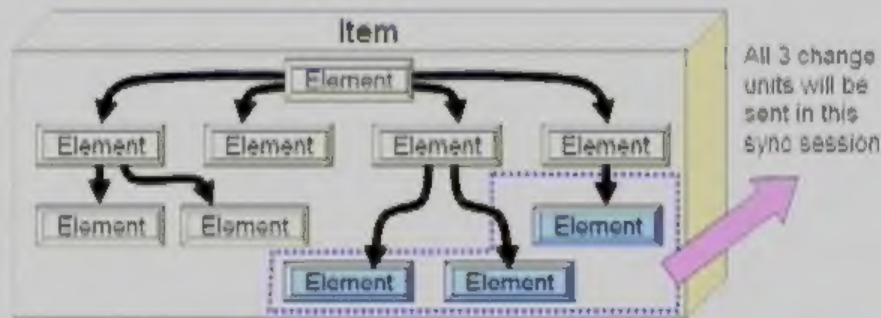 Item
All 3 change
units will be
sent in this
sync session
Element
Element
Element
Element
Element
Element
Element
Element
Element
Element